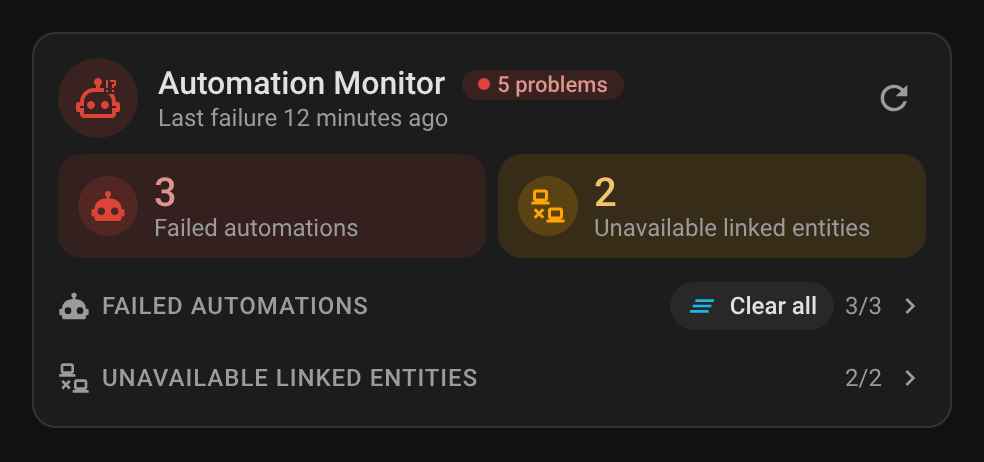 Automation Monitor
5 problems
Last failure 12 minutes ago
3
Failed automations
2
Unavailable linked entities
FAILED AUTOMATIONS
Clear all
3/3
UNAVAILABLE LINKED ENTITIES
2/2